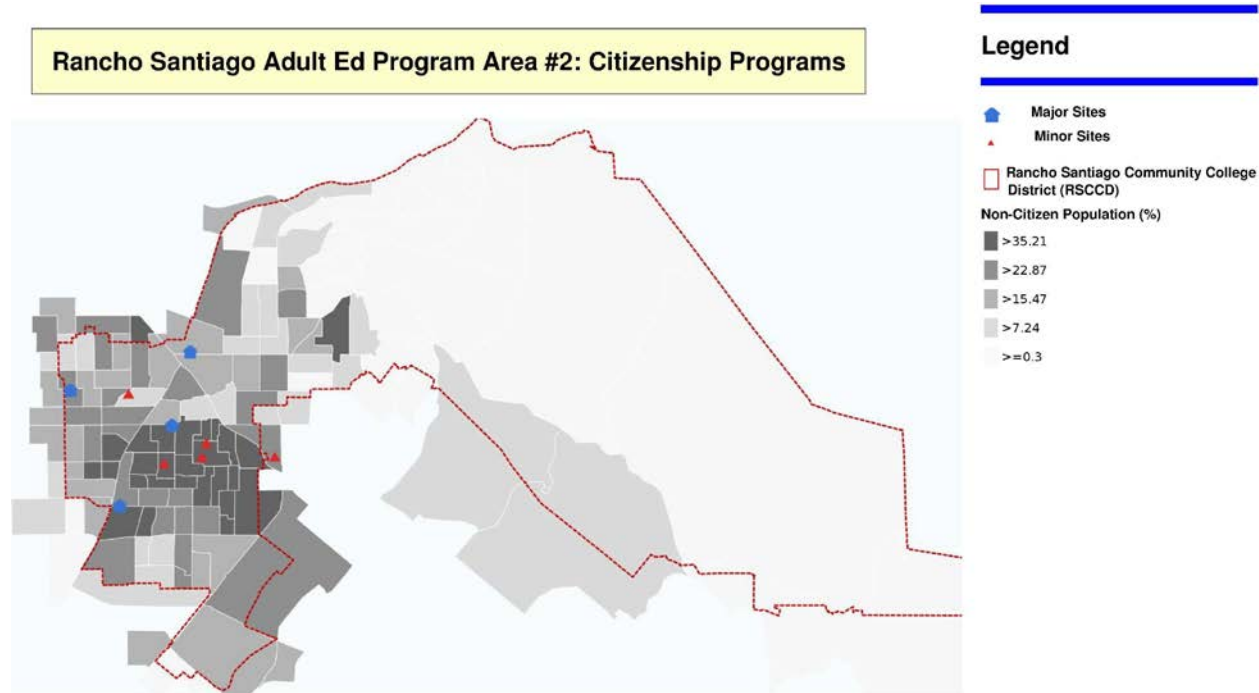 Rancho Santiago Adult Ed Program Area #2: Citizenship Programs
Legend
Major Sites
Minor Sites
Rancho Santiago Community College
District (RSCCD)
Non-Citizen Population (%)
>35.21
>22.87
>15.47
>7.24
>=0.3